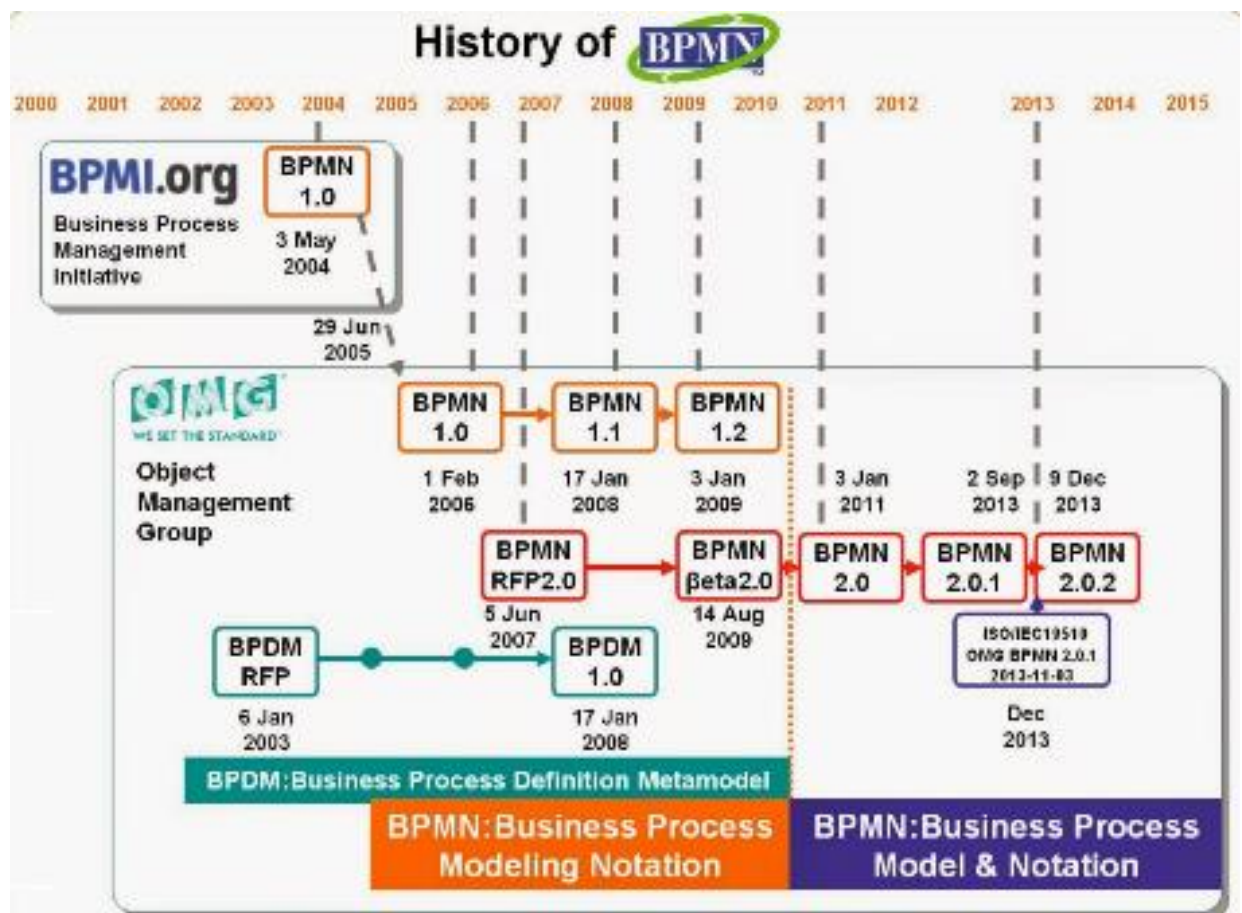 History of BPMN
2000 2001 2002 2003 2004 2005 2006 2007 2008 2009 2010 2011 2012 2013 2014 2015
BPMI.org
Business Process
Management
Initiative
BPMN
1.0
3 May
2004
29 Jun
2005
OMG
WE SET THE STANDARD
Object
Management
Group
BPMN
1.0
1 Feb
2006
BPMN
1.1
17 Jan
2008
BPMN
1.2
3 Jan
2009
3 Jan
2011
2 Sep
2013
9 Dec
2013
BPMN
RFP2.0
5 Jun
2007
BPMN
βeta2.0
14 Aug
2009
BPMN
2.0
BPMN
2.0.1
BPMN
2.0.2
ISO/IEC19510
OMG BPMN 2.0.1
2013-11-03
Dec
2013
BPDM
RFP
6 Jan
2003
BPDM
1.0
17 Jan
2008
BPDM:Business Process Definition Metamodel
BPMN:Business Process
Modeling Notation
BPMN:Business Process
Model & Notation